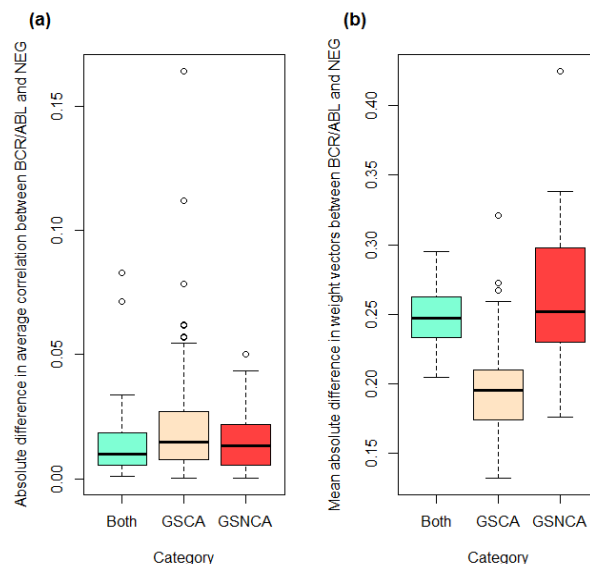 (a)
Absolute difference in average correlation between BCR/ABL and NEG
0.15
0.10
0.05
0.00
Both GSCA GSNCA
Category
(b)
Mean absolute difference in weight vectors between BCR/ABL and NEG
0.40
0.35
0.30
0.25
0.20
0.15
Both GSCA GSNCA
Category